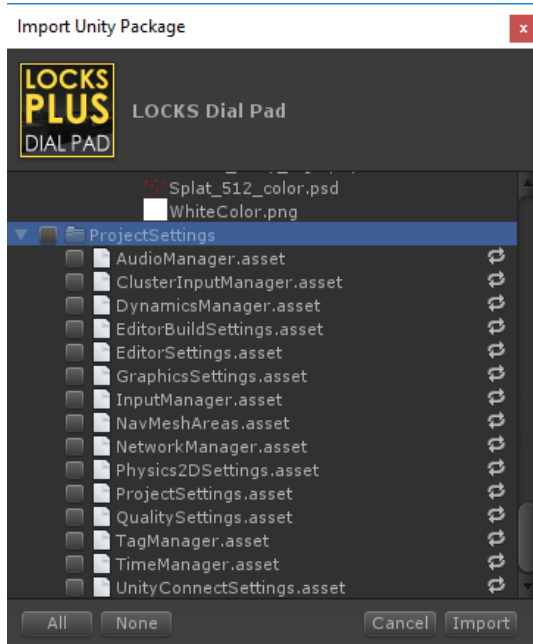 Import Unity Package
x
LOCKS
PLUS
DIAL PAD
LOCKS Dial Pad
Splat_512_color.psd
WhiteColor.png
ProjectSettings
AudioManager.asset
ClusterInputManager.asset
DynamicsManager.asset
EditorBuildSettings.asset
EditorSettings.asset
GraphicsSettings.asset
InputManager.asset
NavMeshAreas.asset
NetworkManager.asset
Physics2DSettings.asset
ProjectSettings.asset
QualitySettings.asset
TagManager.asset
TimeManager.asset
UnityConnectSettings.asset
All None Cancel Import